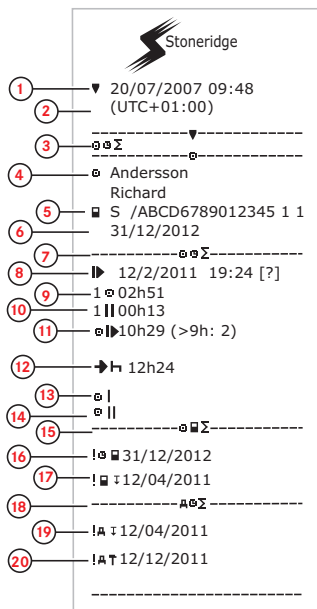 Stoneridge
1 ▼ 20/07/2007 09:48
2 (UTC+01:00)
3 Σ
4 Andersson
Richard
5 S /ABCD6789012345 1 1
6 31/12/2012
7 Σ
8 12/2/2011 19:24 [?]
9 1 02h51
10 1 00h13
11 10h29 (>9h: 2)
12 12h24
13
14
15 Σ
16 ! 31/12/2012
17 ! 12/04/2011
18 Σ
19 ! 12/04/2011
20 ! 12/12/2011